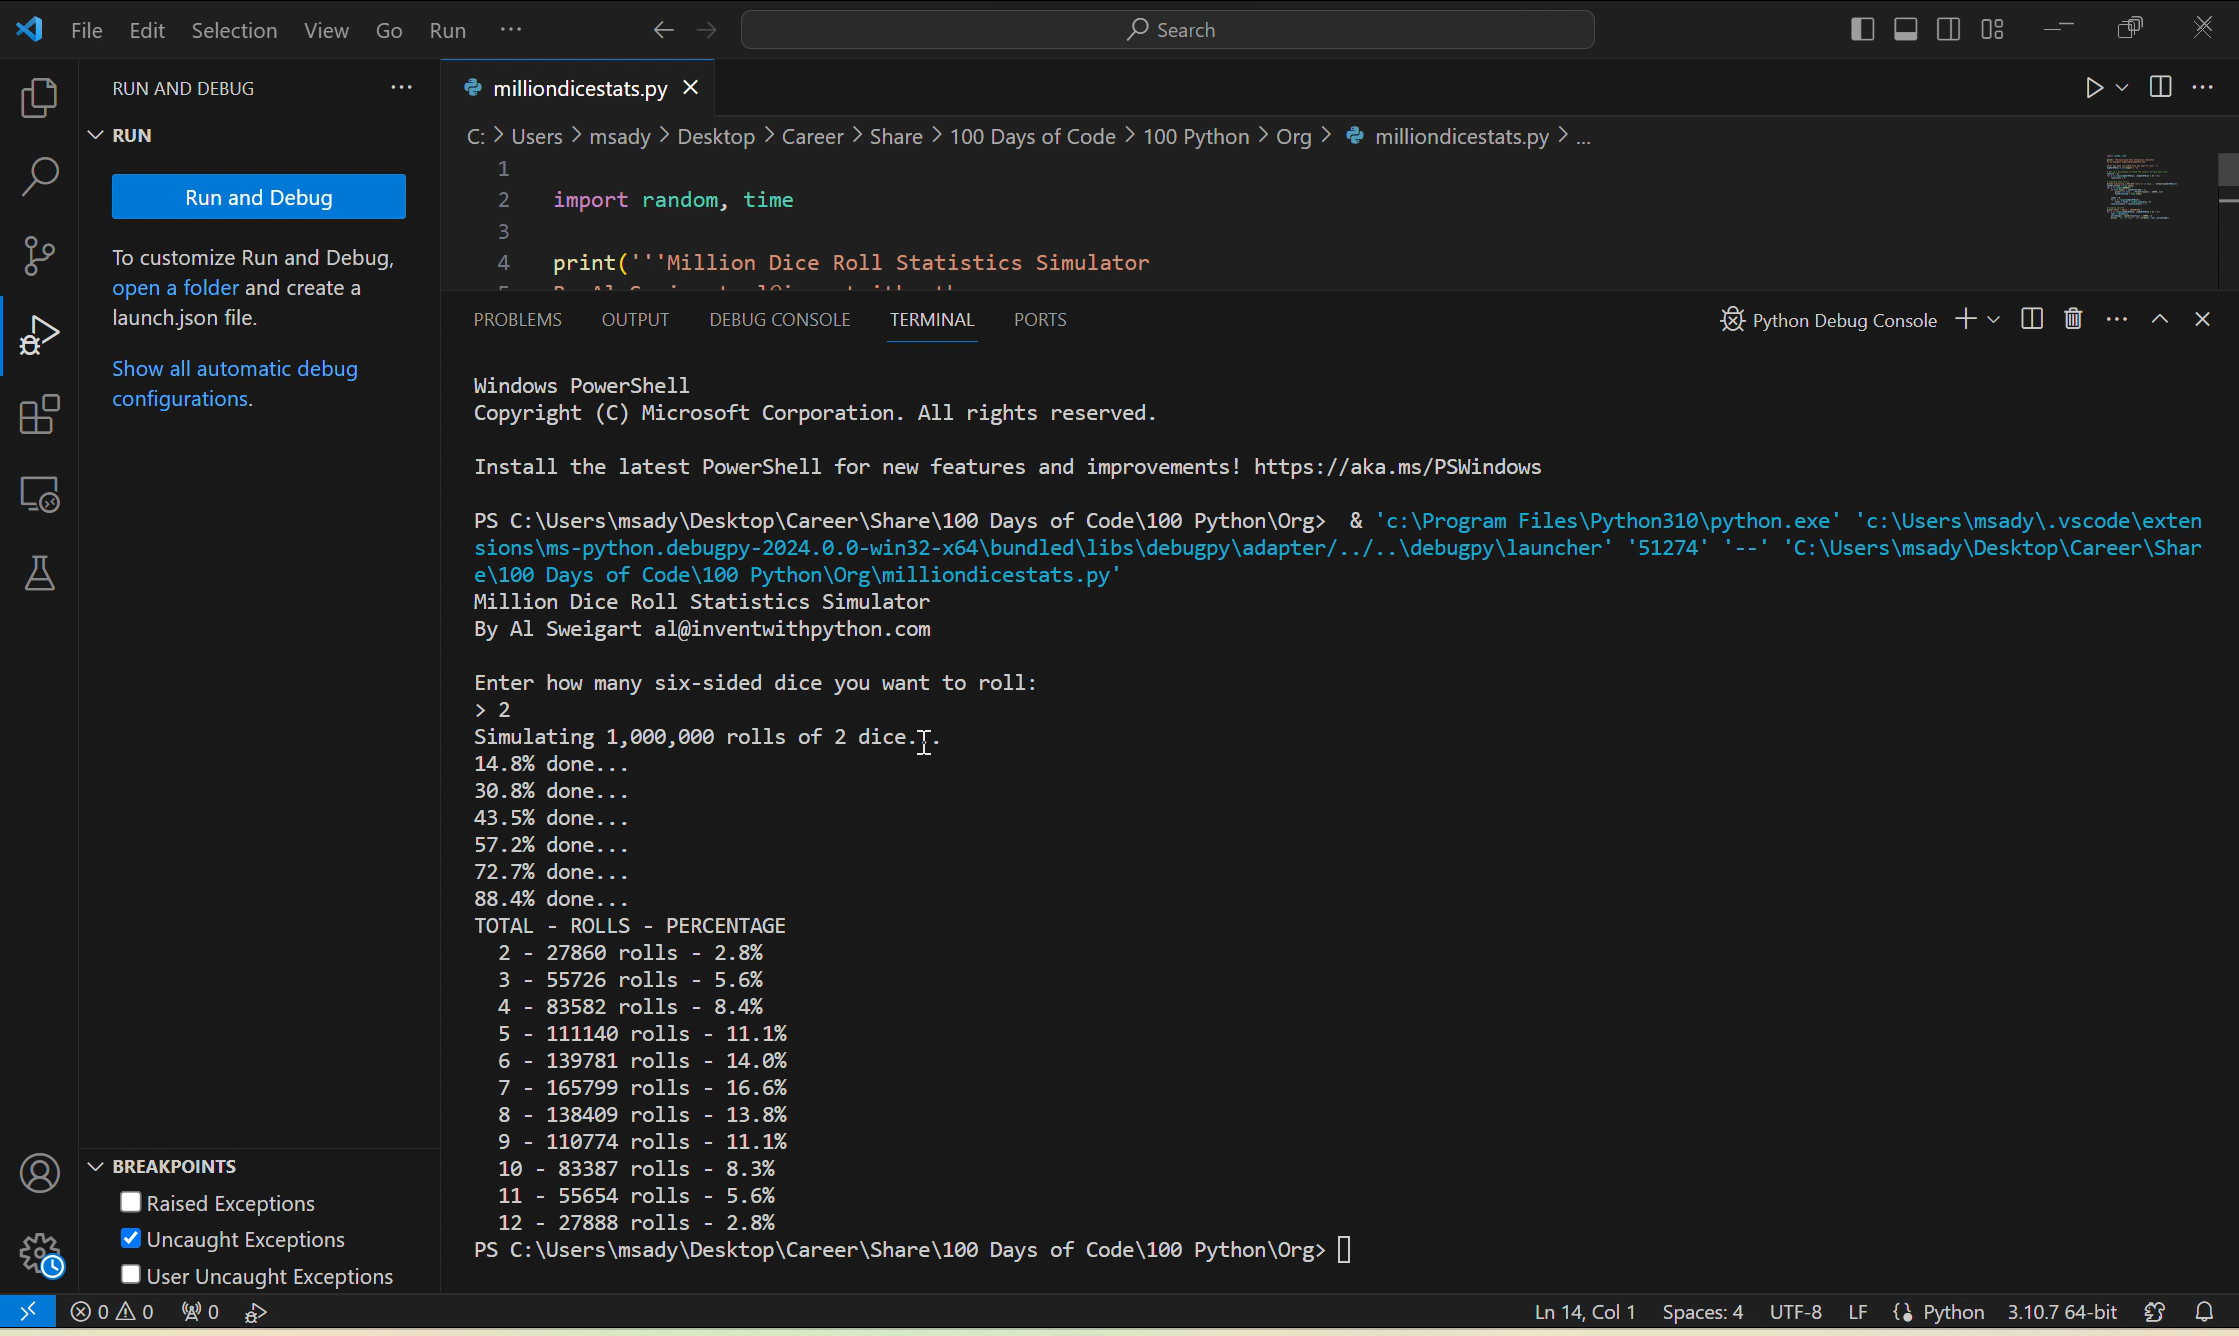 File Edit Selection View Go Run ··· Search
RUN AND DEBUG ···
milliondicestats.py
RUN
Run and Debug
To customize Run and Debug,
open a folder and create a
launch.json file.
Show all automatic debug
configurations.
C: > Users > msady > Desktop > Career > Share > 100 Days of Code > 100 Python > Org > milliondicestats.py > ...
1
2 import random, time
3
4 print('''Million Dice Roll Statistics Simulator
PROBLEMS OUTPUT DEBUG CONSOLE TERMINAL PORTS Python Debug Console
Windows PowerShell
Copyright (C) Microsoft Corporation. All rights reserved.
Install the latest PowerShell for new features and improvements! https://aka.ms/PSWindows
PS C:\Users\msady\Desktop\Career\Share\100 Days of Code\100 Python\Org>  & 'c:\Program Files\Python310\python.exe' 'c:\Users\msady\.vscode\exten
sions\ms-python.debugpy-2024.0.0-win32-x64\bundled\libs\debugpy\adapter/../..\debugpy\launcher' '51274' '--' 'C:\Users\msady\Desktop\Career\Shar
e\100 Days of Code\100 Python\Org\milliondicestats.py'
Million Dice Roll Statistics Simulator
By Al Sweigart al@inventwithpython.com
Enter how many six-sided dice you want to roll:
> 2
Simulating 1,000,000 rolls of 2 dice...
14.8% done...
30.8% done...
43.5% done...
57.2% done...
72.7% done...
88.4% done...
TOTAL - ROLLS - PERCENTAGE
2 - 27860 rolls - 2.8%
3 - 55726 rolls - 5.6%
4 - 83582 rolls - 8.4%
5 - 111140 rolls - 11.1%
6 - 139781 rolls - 14.0%
7 - 165799 rolls - 16.6%
8 - 138409 rolls - 13.8%
9 - 110774 rolls - 11.1%
10 - 83387 rolls - 8.3%
11 - 55654 rolls - 5.6%
12 - 27888 rolls - 2.8%
PS C:\Users\msady\Desktop\Career\Share\100 Days of Code\100 Python\Org>
BREAKPOINTS
Raised Exceptions
Uncaught Exceptions
User Uncaught Exceptions
0 0 0 Ln 14, Col 1 Spaces: 4 UTF-8 LF Python 3.10.7 64-bit